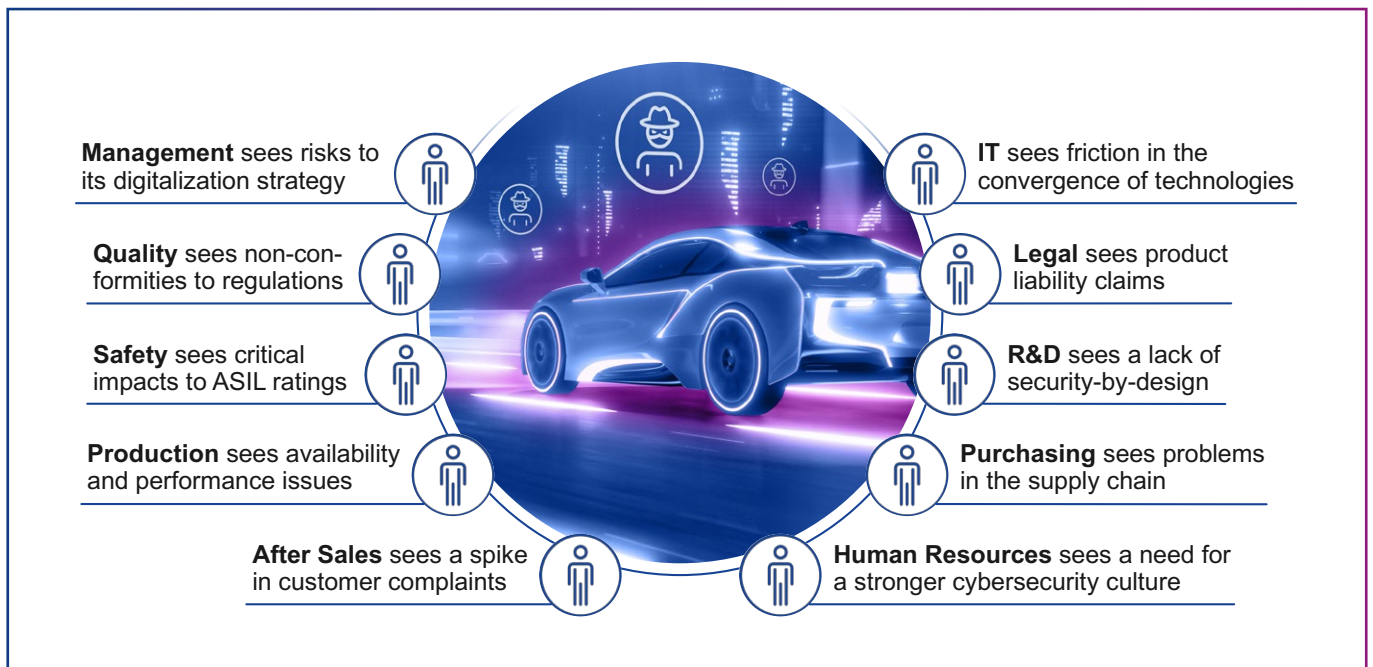 Management sees risks to
its digitalization strategy
Quality sees non-con-
formities to regulations
Safety sees critical
impacts to ASIL ratings
Production sees availability
and performance issues
After Sales sees a spike
in customer complaints
IT sees friction in the
convergence of technologies
Legal sees product
liability claims
R&D sees a lack of
security-by-design
Purchasing sees problems
in the supply chain
Human Resources sees a need for
a stronger cybersecurity culture